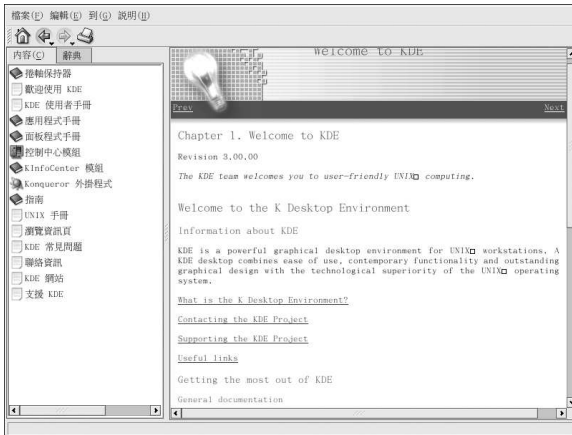 檔案(F) 編輯(E) 到(G) 說明(H)
內容(C) 辭典
捲軸保持器
歡迎使用 KDE
KDE 使用者手冊
應用程式手冊
面板程式手冊
控制中心模組
KInfoCenter 模組
Konqueror 外掛程式
指南
UNIX 手冊
瀏覽資訊頁
KDE 常見問題
聯絡資訊
KDE 網站
支援 KDE
Welcome to KDE
Prev Next
Chapter 1. Welcome to KDE
Revision 3.00.00
The KDE team welcomes you to user-friendly UNIX□ computing.
Welcome to the K Desktop Environment
Information about KDE
KDE is a powerful graphical desktop environment for UNIX□ workstations. A
KDE desktop combines ease of use, contemporary functionality and outstanding
graphical design with the technological superiority of the UNIX□ operating
system.
What is the K Desktop Environment?
Contacting the KDE Project
Supporting the KDE Project
Useful links
Getting the most out of KDE
General documentation